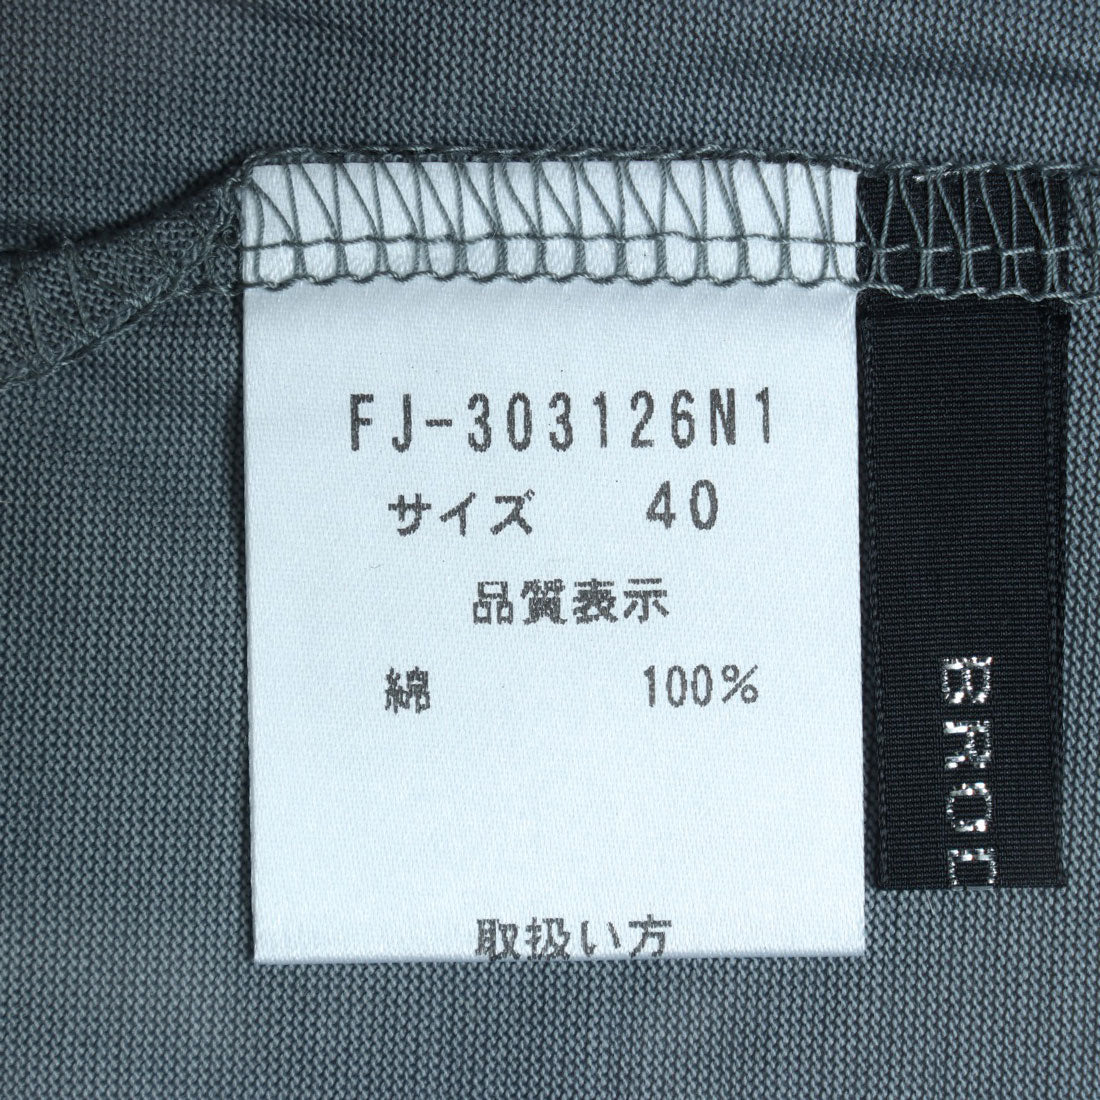 FJ-303126N1
サイズ 40
品質表示
綿 100%
取扱い方